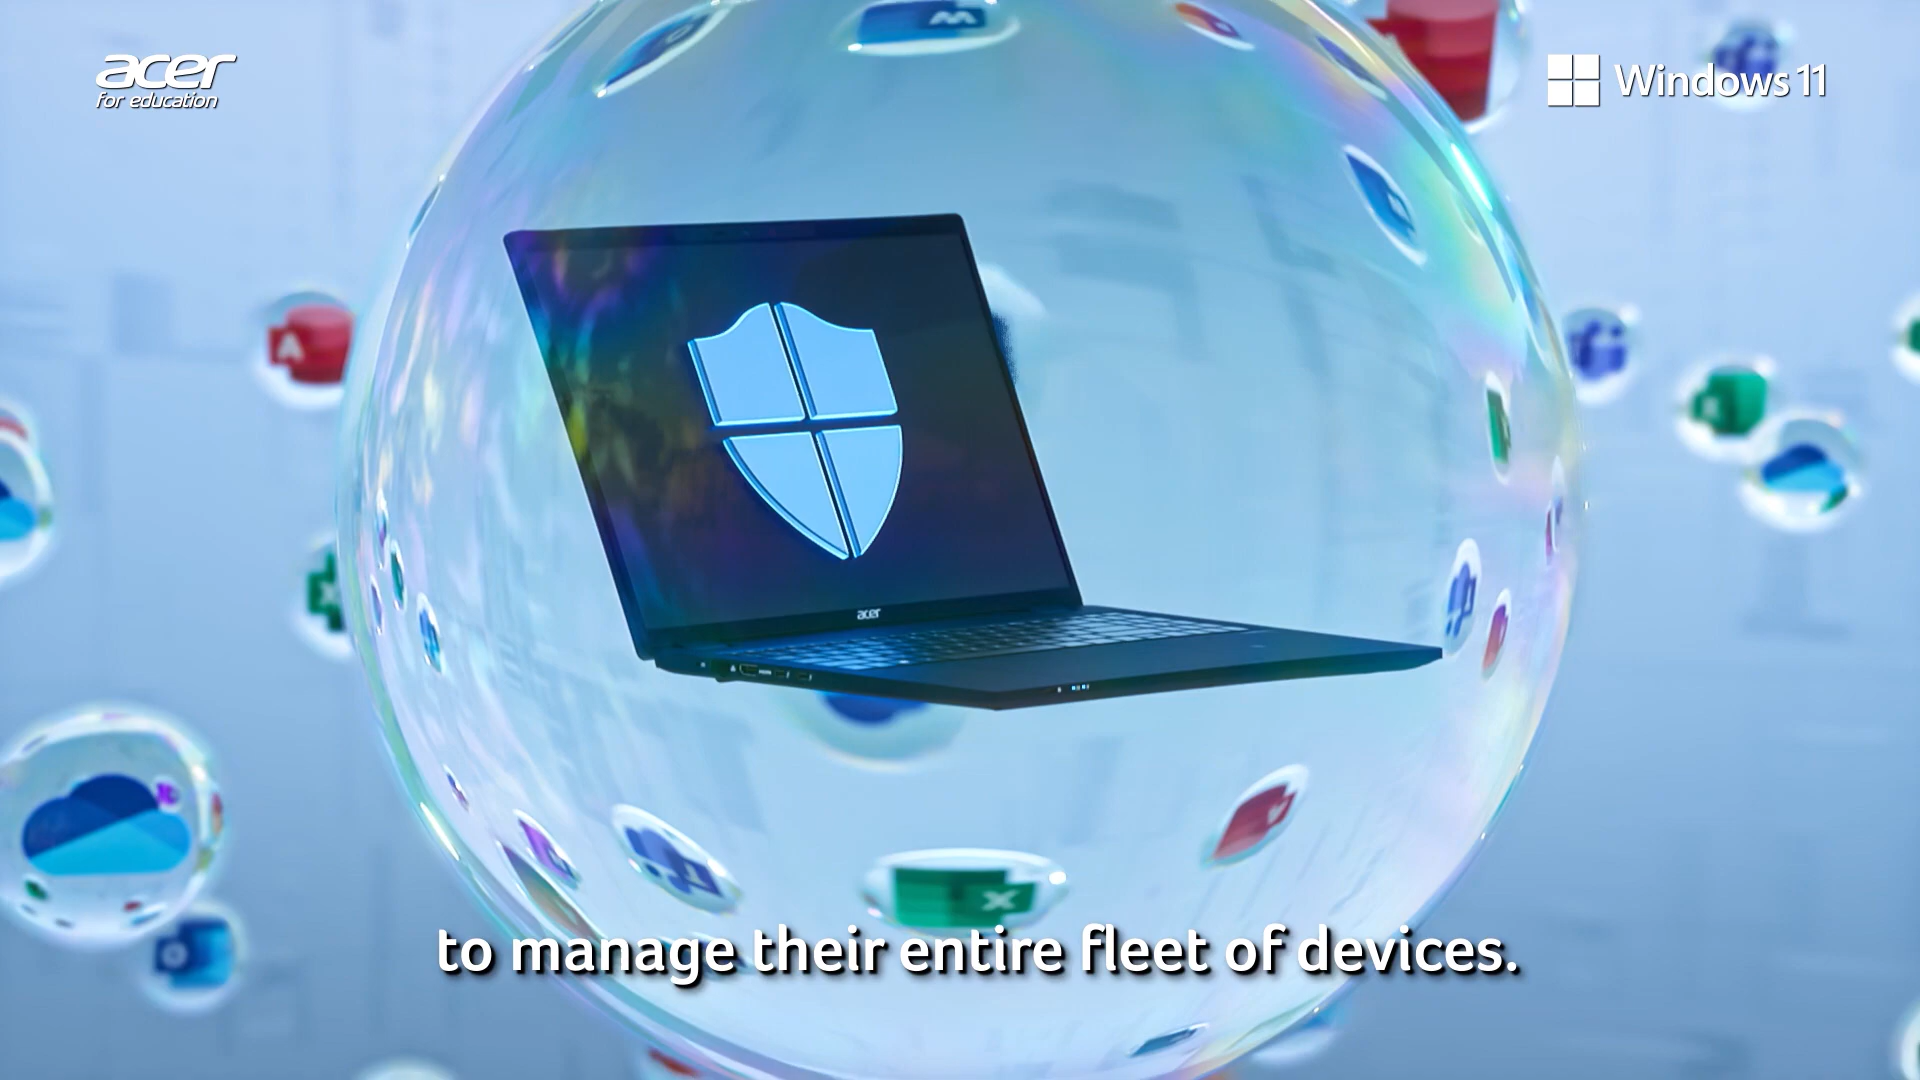 acer
for education
Windows 11
acer
to manage their entire fleet of devices.